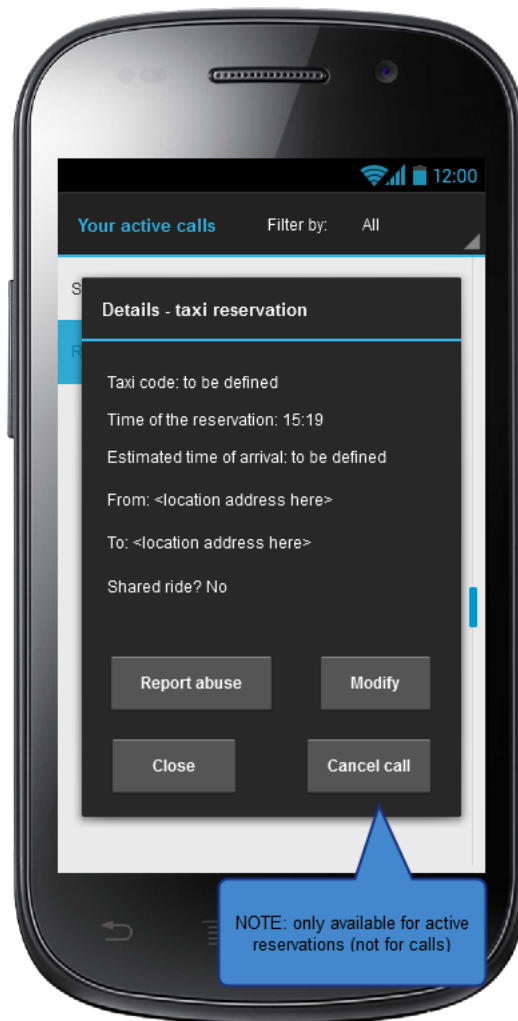 12:00
Your active calls Filter by: All
S
Details - taxi reservation
R
Taxi code: to be defined
Time of the reservation: 15:19
Estimated time of arrival: to be defined
From: <location address here>
To: <location address here>
Shared ride? No
Report abuse Modify
Close Cancel call
NOTE: only available for active
reservations (not for calls)